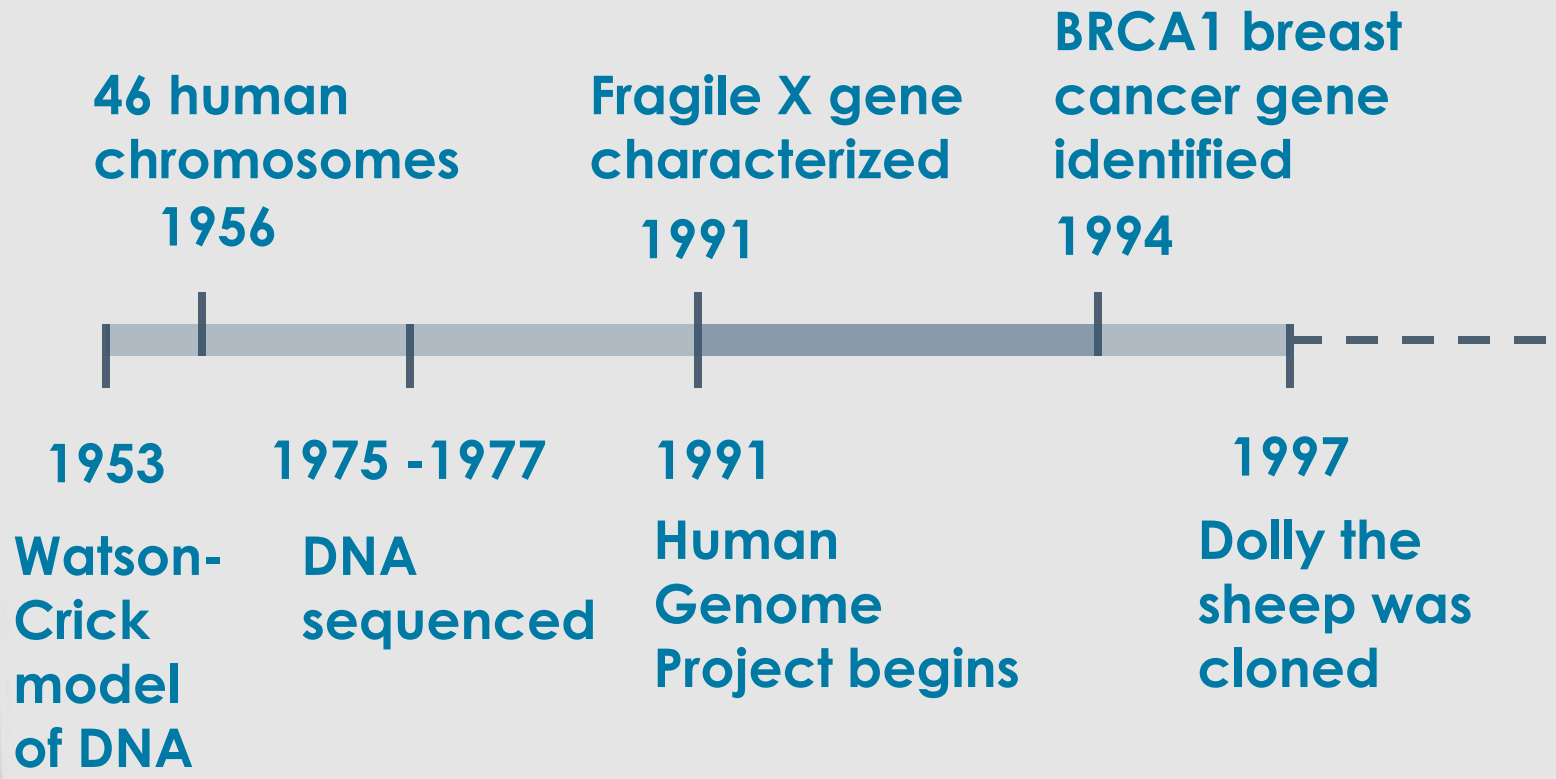 46 human
chromosomes
1956
Fragile X gene
characterized
1991
BRCA1 breast
cancer gene
identified
1994
1953
Watson-
Crick
model
of DNA
1975 -1977
DNA
sequenced
1991
Human
Genome
Project begins
1997
Dolly the
sheep was
cloned